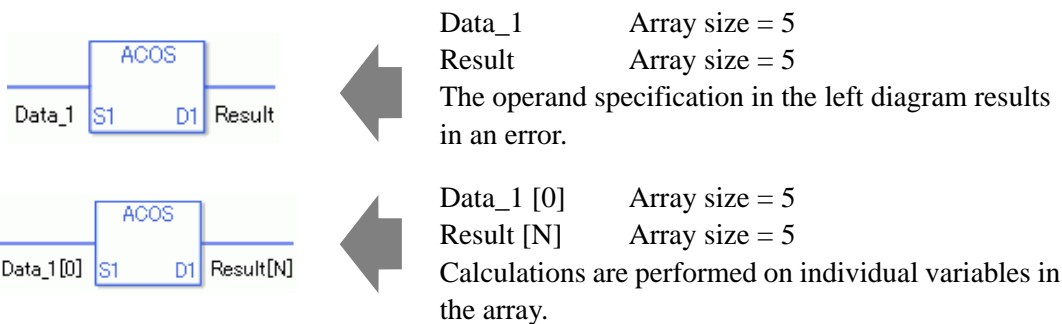 ACOS
Data_1 S1 D1 Result
Data_1 Array size = 5
Result Array size = 5
The operand specification in the left diagram results
in an error.
ACOS
Data_1[0] S1 D1 Result[N]
Data_1 [0] Array size = 5
Result [N] Array size = 5
Calculations are performed on individual variables in
the array.